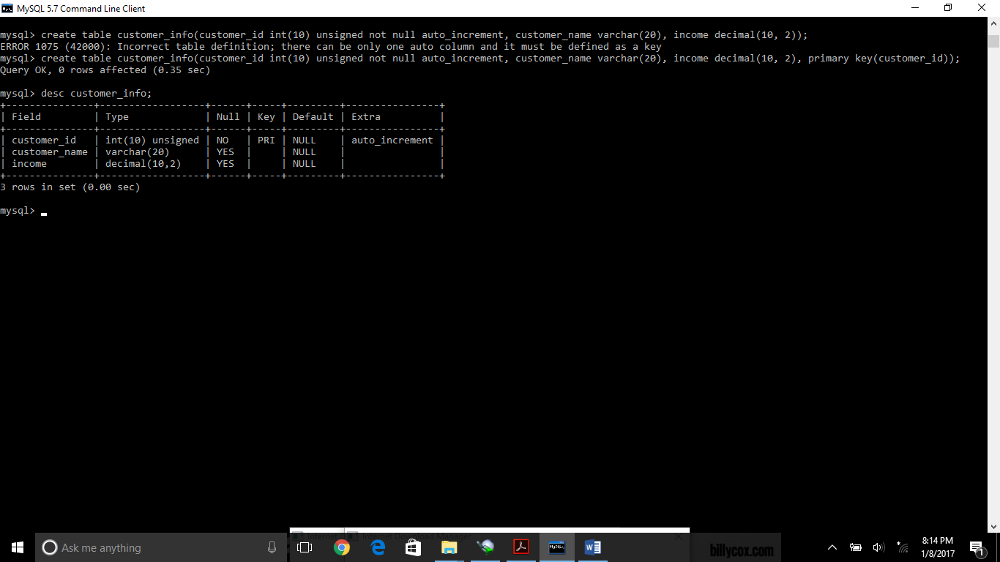 MySQL 5.7 Command Line Client
mysql> create table customer_info(customer_id int(10) unsigned not null auto_increment, customer_name varchar(20), income decimal(10, 2));
ERROR 1075 (42000): Incorrect table definition; there can be only one auto column and it must be defined as a key
mysql> create table customer_info(customer_id int(10) unsigned not null auto_increment, customer_name varchar(20), income decimal(10, 2), primary key(customer_id));
Query OK, 0 rows affected (0.35 sec)
mysql> desc customer_info;
+---------------+------------------+------+-----+---------+----------------+
| Field         | Type             | Null | Key | Default | Extra          |
+---------------+------------------+------+-----+---------+----------------+
| customer_id   | int(10) unsigned | NO   | PRI | NULL    | auto_increment |
| customer_name | varchar(20)      | YES  |     | NULL    |                |
| income        | decimal(10,2)    | YES  |     | NULL    |                |
+---------------+------------------+------+-----+---------+----------------+
3 rows in set (0.00 sec)
mysql>
Internet Internet Download Manager
Ask me anything
billycox.com
8:14 PM
1/8/2017
1